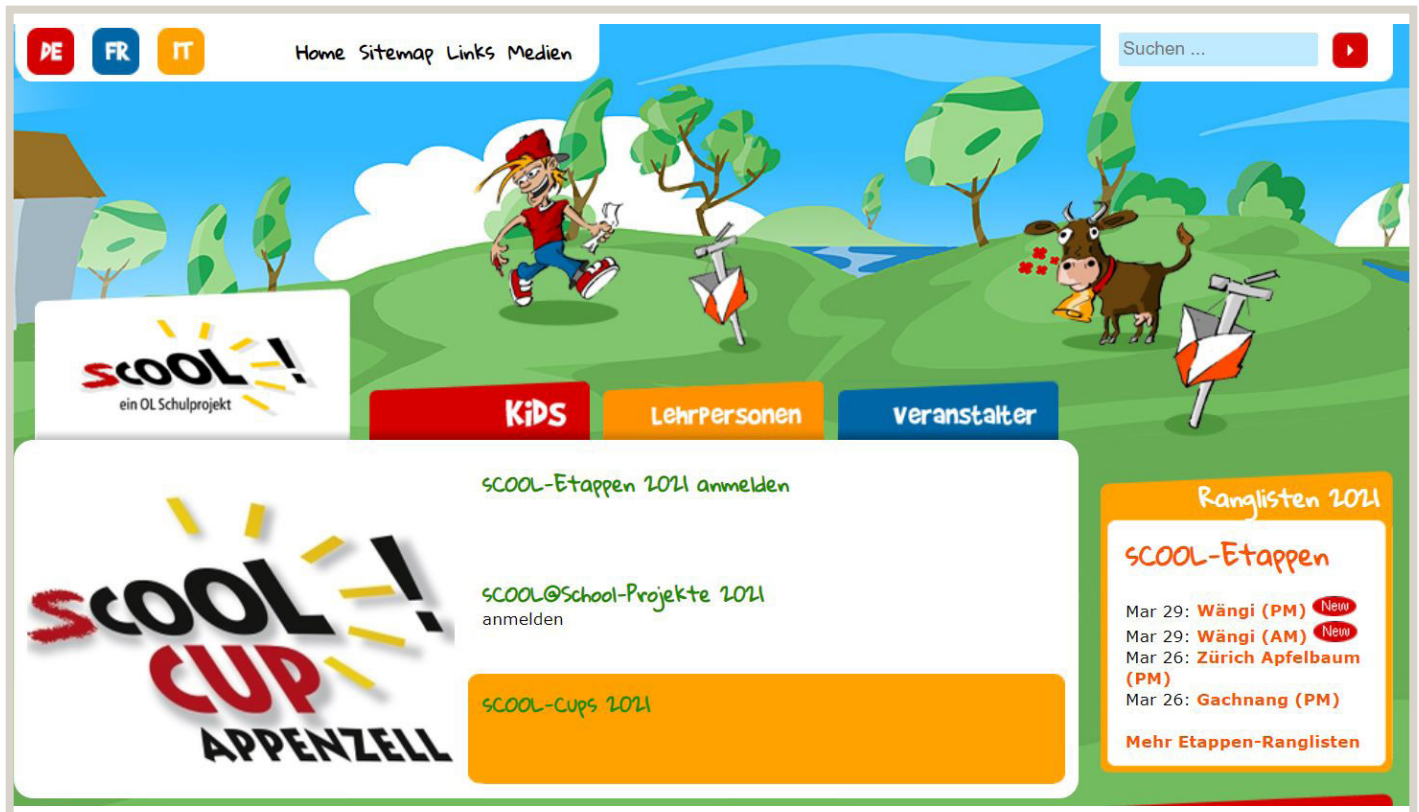 DE FR IT Home Sitemap Links Medien
Suchen ...
scooL!
ein OL Schulprojekt
KiDS Lehrpersonen Veranstalter
sCOOL-Etappen 2021 anmelden
sCOOL@School-Projekte 2021
anmelden
sCOOL-Cups 2021
scooL!
CUP
APPENZELL
Ranglisten 2021
sCOOL-Etappen
Mar 29: Wängi (PM) New
Mar 29: Wängi (AM) New
Mar 26: Zürich Apfelbaum
(PM)
Mar 26: Gachnang (PM)
Mehr Etappen-Ranglisten